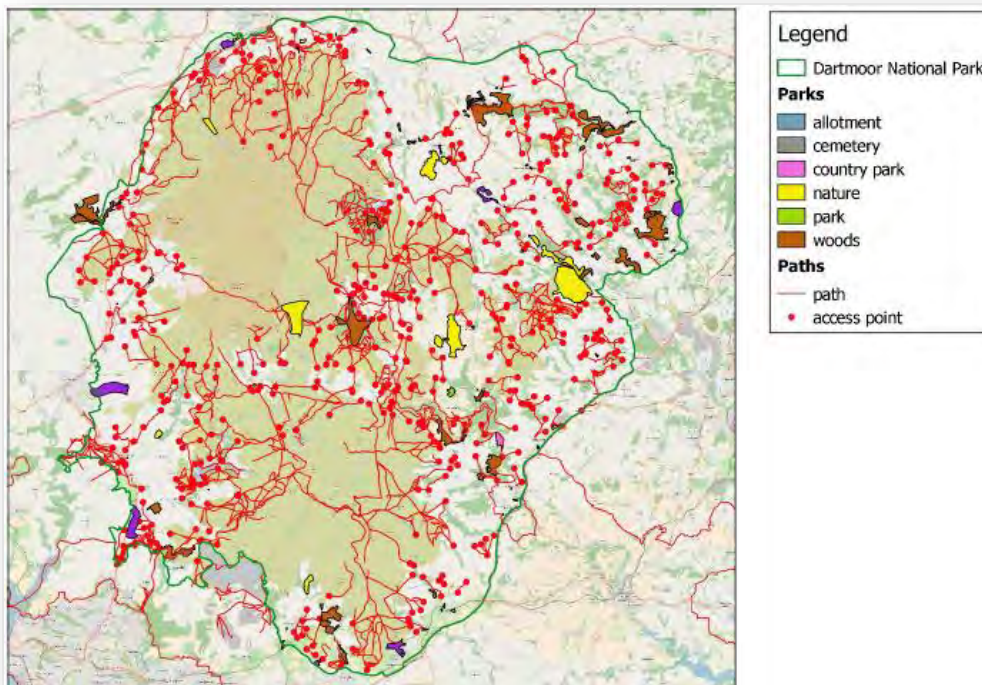 Legend
Dartmoor National Park
Parks
allotment
cemetery
country park
nature
park
woods
Paths
path
access point